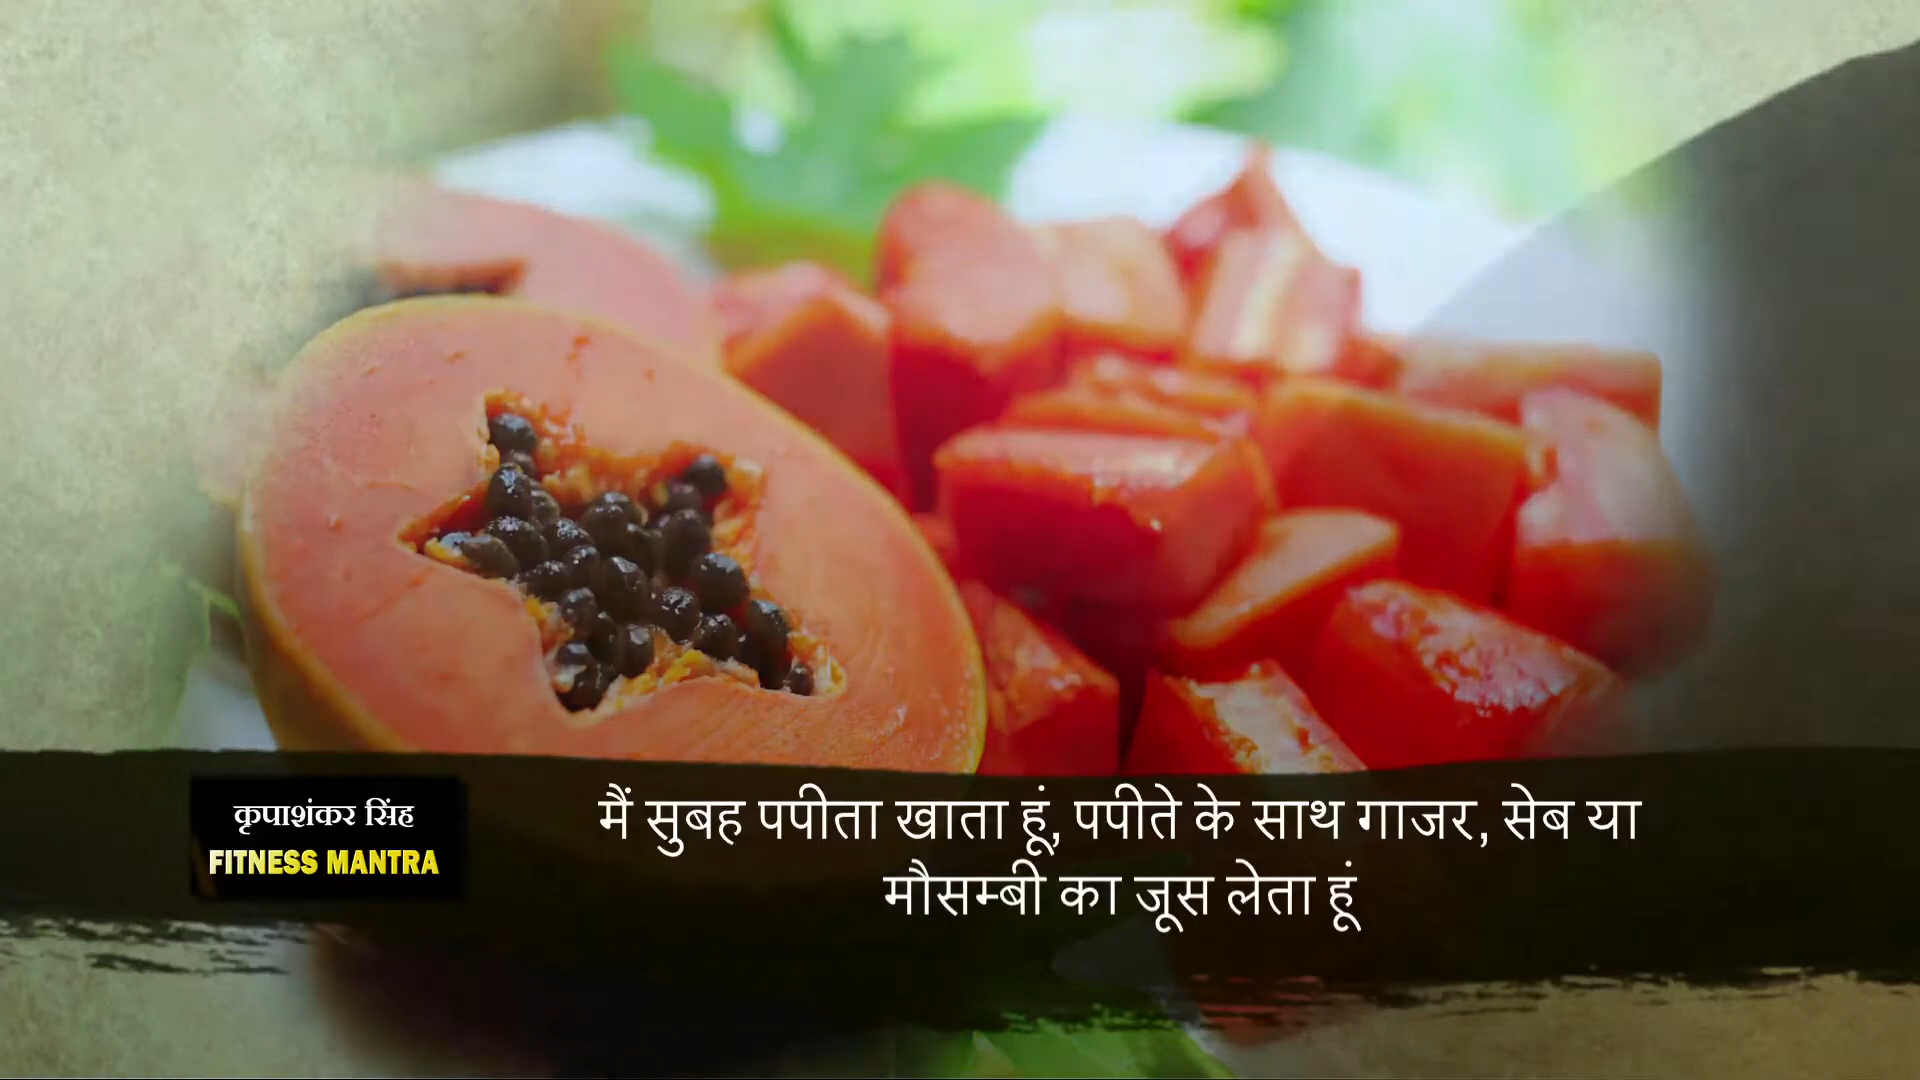 कृपाशंकर सिंह
FITNESS MANTRA
मैं सुबह पपीता खाता हूं, पपीते के साथ गाजर, सेब या
मौसम्बी का जूस लेता हूं